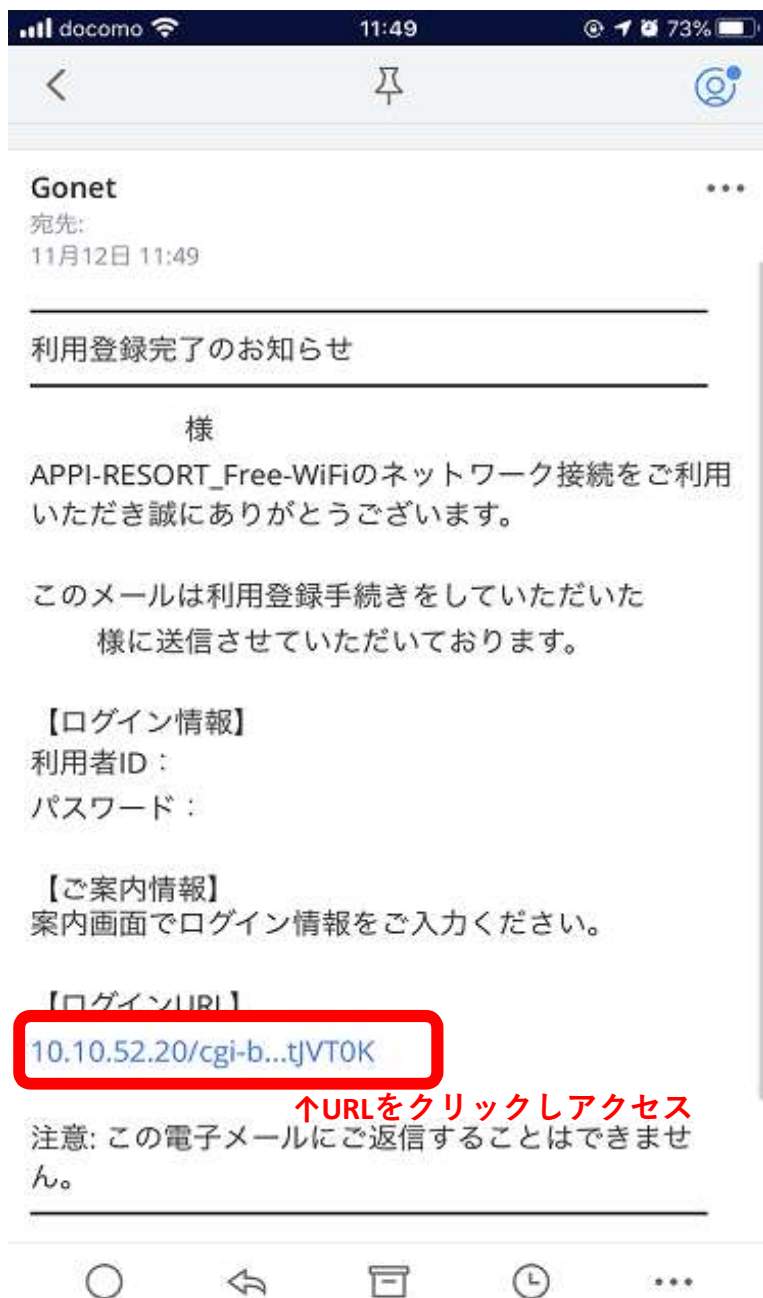 docomo 11:49 73%
Gonet
宛先:
11月12日 11:49
利用登録完了のお知らせ
様
APPI-RESORT_Free-WiFiのネットワーク接続をご利用
いただき誠にありがとうございます。
このメールは利用登録手続きをしていただいた
様に送信させていただいております。
【ログイン情報】
利用者ID：
パスワード：
【ご案内情報】
案内画面でログイン情報をご入力ください。
【ログインURL】
10.10.52.20/cgi-b...tJVT0K
↑URLをクリックしアクセス
注意: この電子メールにご返信することはできませ
ん。